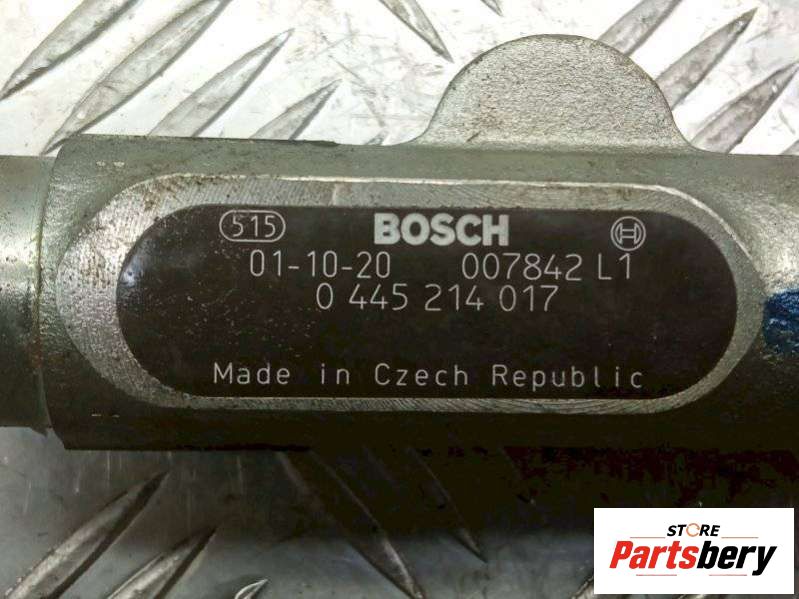 515 BOSCH
01-10-20 007842 L1
0 445 214 017
Made in Czech Republic
STORE
Partsbery